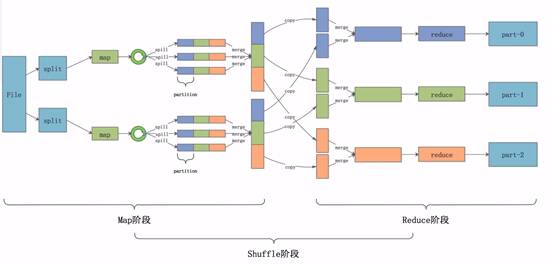 File
split
map
spill
spill
spill
partition
merge
merge
merge
copy
copy
copy
merge
merge
reduce
part-0
split
map
spill
spill
spill
partition
merge
merge
merge
copy
copy
copy
merge
merge
reduce
part-1
merge
merge
reduce
part-2
Map阶段
Reduce阶段
Shuffle阶段